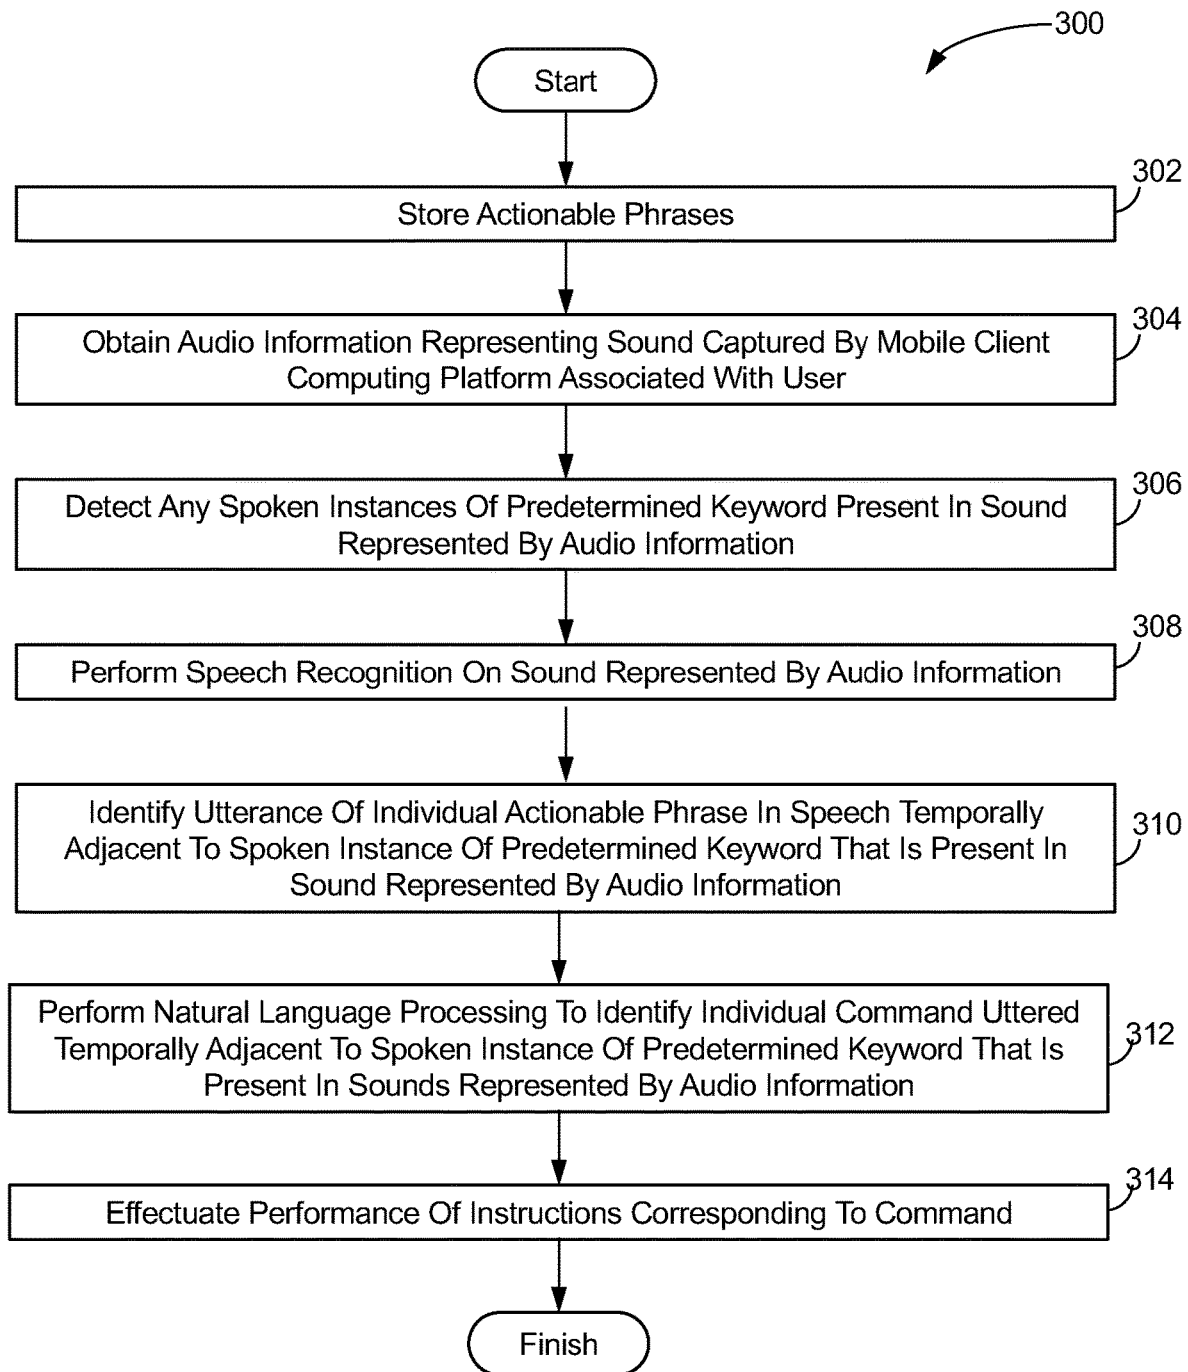 300
Start
302
Store Actionable Phrases
304
Obtain Audio Information Representing Sound Captured By Mobile Client
Computing Platform Associated With User
306
Detect Any Spoken Instances Of Predetermined Keyword Present In Sound
Represented By Audio Information
308
Perform Speech Recognition On Sound Represented By Audio Information
310
Identify Utterance Of Individual Actionable Phrase In Speech Temporally
Adjacent To Spoken Instance Of Predetermined Keyword That Is Present In
Sound Represented By Audio Information
312
Perform Natural Language Processing To Identify Individual Command Uttered
Temporally Adjacent To Spoken Instance Of Predetermined Keyword That Is
Present In Sounds Represented By Audio Information
314
Effectuate Performance Of Instructions Corresponding To Command
Finish